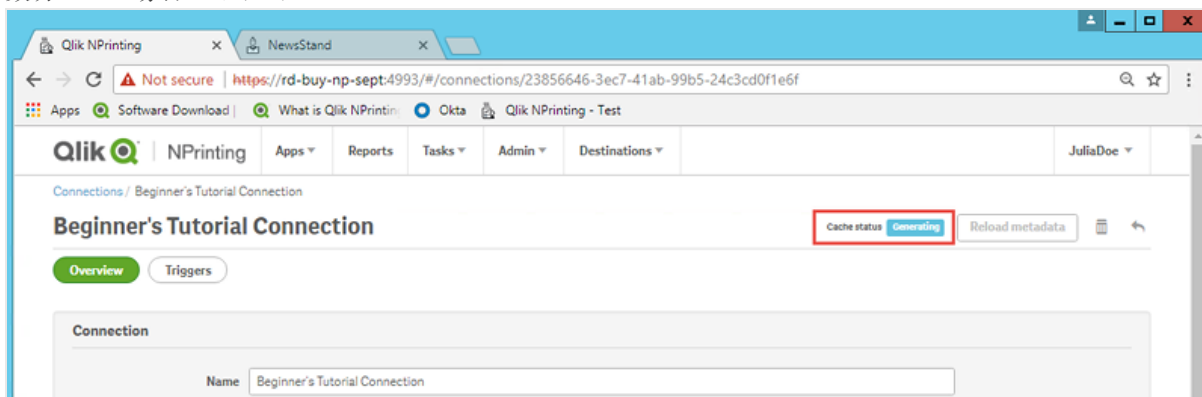 Qlik NPrinting
NewsStand
Not secure | https://rd-buy-np-sept:4993/#/connections/23856646-3ec7-41ab-99b5-24c3cd0f1e6f
Apps Software Download | What is Qlik NPrintin Okta Qlik NPrinting - Test
Qlik NPrinting Apps Reports Tasks Admin Destinations JuliaDoe
Connections / Beginner's Tutorial Connection
Beginner's Tutorial Connection Cache status Generating Reload metadata
Overview Triggers
Connection
Name Beginner's Tutorial Connection